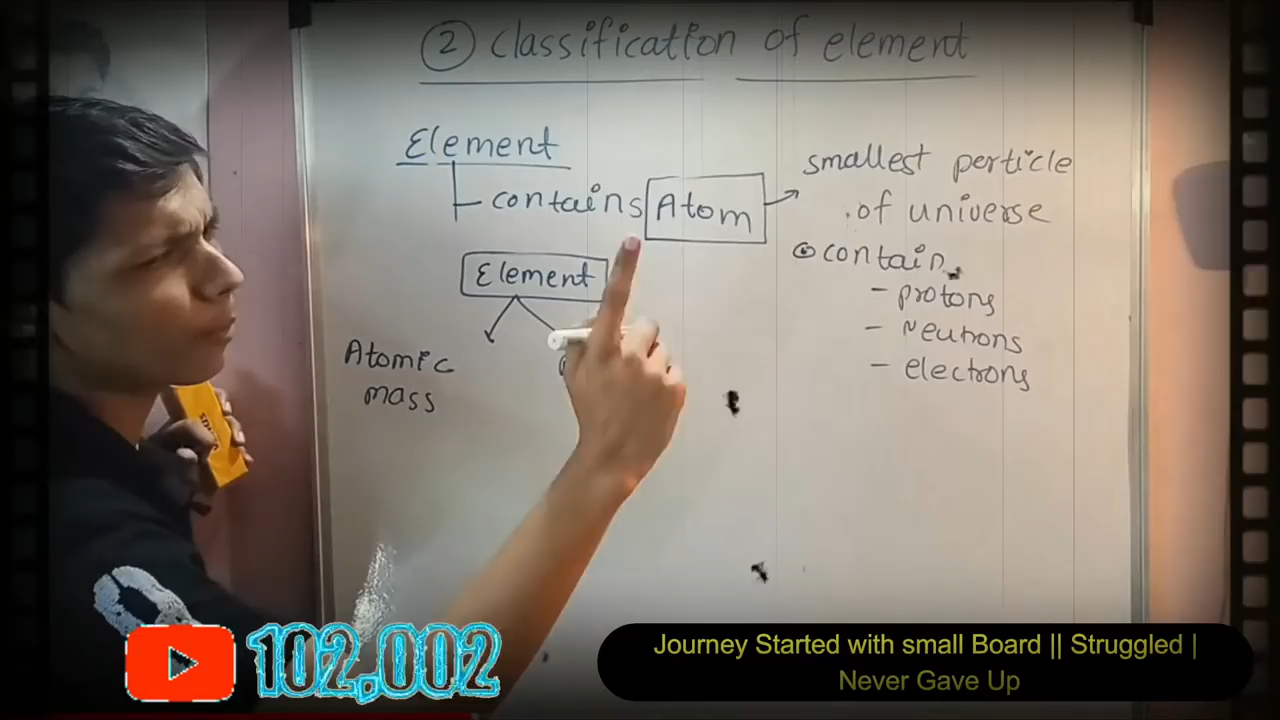 ② Classification of element
Element
contains Atom
smallest perticle
of universe
contain
- protons
- Neutrons
- electrons
Element
Atomic
mass
102,002
Journey Started with small Board || Struggled |
Never Gave Up